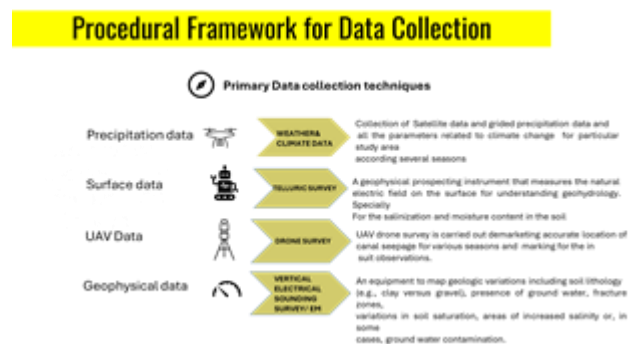 Procedural Framework for Data Collection
Primary Data collection techniques
Precipitation data
WEATHER&
CLIMATE DATA
Collection of Satellite data and grided precipitation data and
all the parameters related to climate change for particular
study area
according several seasons
Surface data
TELLURIC SURVEY
A geophysical prospecting instrument that measures the natural
electric field on the surface for understanding geohydrology.
Specially
For the salinization and moisture content in the soil
UAV Data
DRONE SURVEY
UAV drone survey is carried out demarketing accurate location of
canal seepage for various seasons and marking for the in
suit observations.
Geophysical data
VERTICAL
ELECTRICAL
SOUNDING
SURVEY/ EM
An equipment to map geologic variations including soil lithology
(e.g., clay versus gravel), presence of ground water, fracture
zones,
variations in soil saturation, areas of increased salinity or, in
some
cases, ground water contamination.